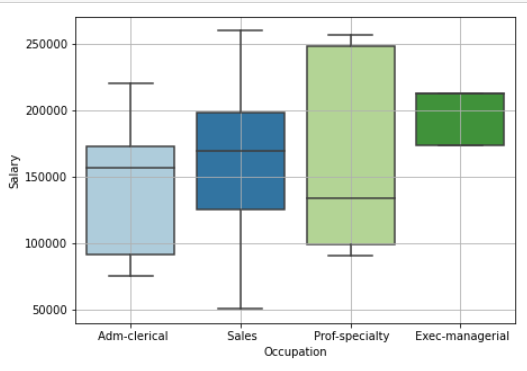 250000
200000
150000
100000
50000
Salary
Adm-clerical Sales Prof-specialty Exec-managerial
Occupation